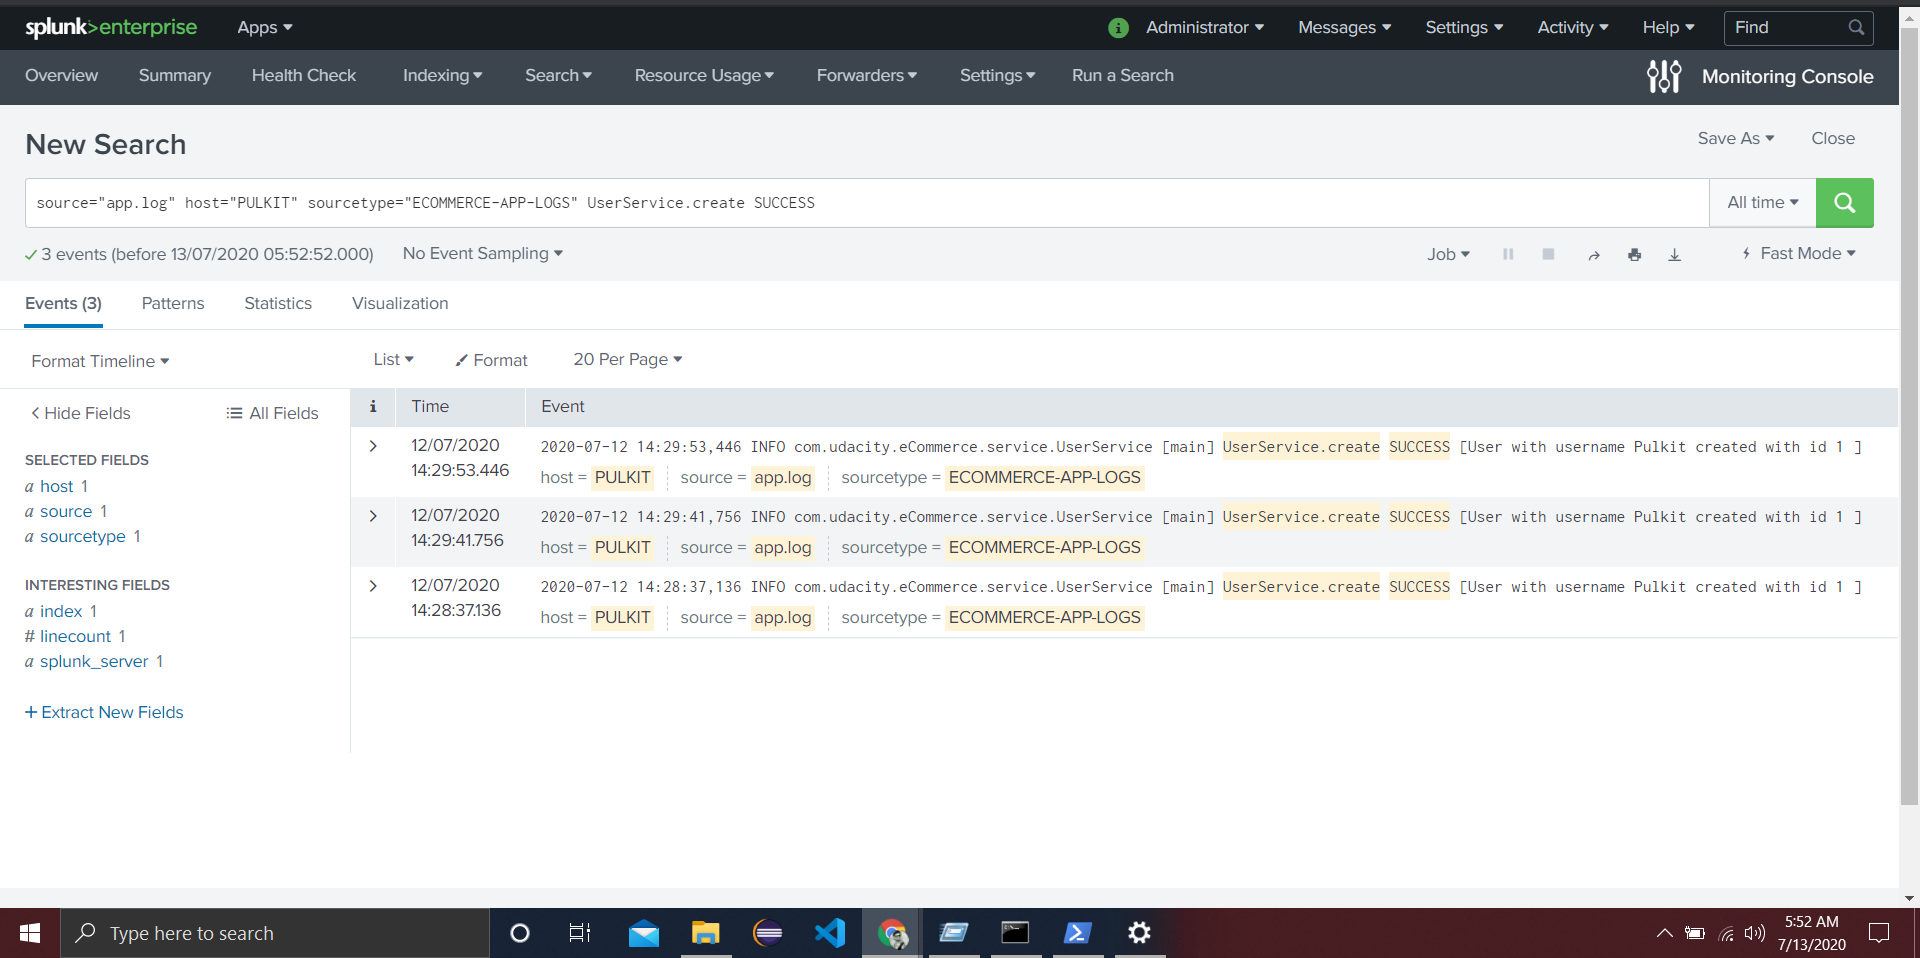 splunk>enterprise Apps Administrator Messages Settings Activity Help Find
Overview Summary Health Check Indexing Search Resource Usage Forwarders Settings Run a Search Monitoring Console
New Search Save As Close
source="app.log" host="PULKIT" sourcetype="ECOMMERCE-APP-LOGS" UserService.create SUCCESS All time
3 events (before 13/07/2020 05:52:52.000) No Event Sampling Job Fast Mode
Events (3) Patterns Statistics Visualization
Format Timeline List Format 20 Per Page
Hide Fields All Fields
i Time Event
SELECTED FIELDS
a host 1
a source 1
a sourcetype 1
INTERESTING FIELDS
a index 1
# linecount 1
a splunk_server 1
+ Extract New Fields
12/07/2020 14:29:53.446
2020-07-12 14:29:53,446 INFO com.udacity.eCommerce.service.UserService [main] UserService.create SUCCESS [User with username Pulkit created with id 1 ]
host = PULKIT source = app.log sourcetype = ECOMMERCE-APP-LOGS
12/07/2020 14:29:41.756
2020-07-12 14:29:41,756 INFO com.udacity.eCommerce.service.UserService [main] UserService.create SUCCESS [User with username Pulkit created with id 1 ]
host = PULKIT source = app.log sourcetype = ECOMMERCE-APP-LOGS
12/07/2020 14:28:37.136
2020-07-12 14:28:37,136 INFO com.udacity.eCommerce.service.UserService [main] UserService.create SUCCESS [User with username Pulkit created with id 1 ]
host = PULKIT source = app.log sourcetype = ECOMMERCE-APP-LOGS
Type here to search
5:52 AM
7/13/2020